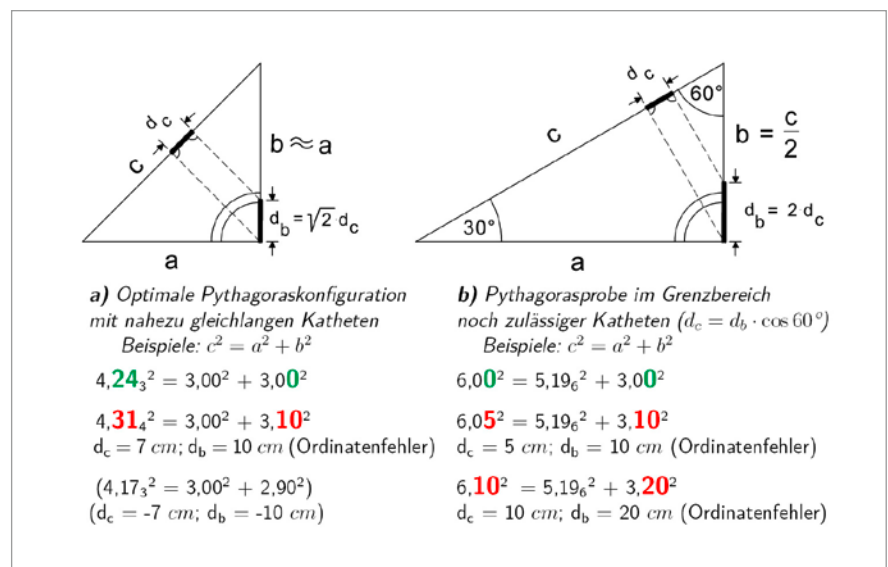 d c
c
b ≈ a
d_b = √2·d_c
a
d c
60°
c
b = c/2
30°
d_b = 2·d_c
a
a) Optimale Pythagoraskonfiguration
mit nahezu gleichlangen Katheten
Beispiele: c² = a² + b²
4,24₃² = 3,00² + 3,00²
4,31₄² = 3,00² + 3,10²
d_c = 7 cm; d_b = 10 cm (Ordinatenfehler)
(4,17₃² = 3,00² + 2,90²)
(d_c = -7 cm; d_b = -10 cm)
b) Pythagorasprobe im Grenzbereich
noch zulässiger Katheten (d_c = d_b · cos 60°)
Beispiele: c² = a² + b²
6,00² = 5,19₆² + 3,00²
6,05² = 5,19₆² + 3,10²
d_c = 5 cm; d_b = 10 cm (Ordinatenfehler)
6,10² = 5,19₆² + 3,20²
d_c = 10 cm; d_b = 20 cm (Ordinatenfehler)